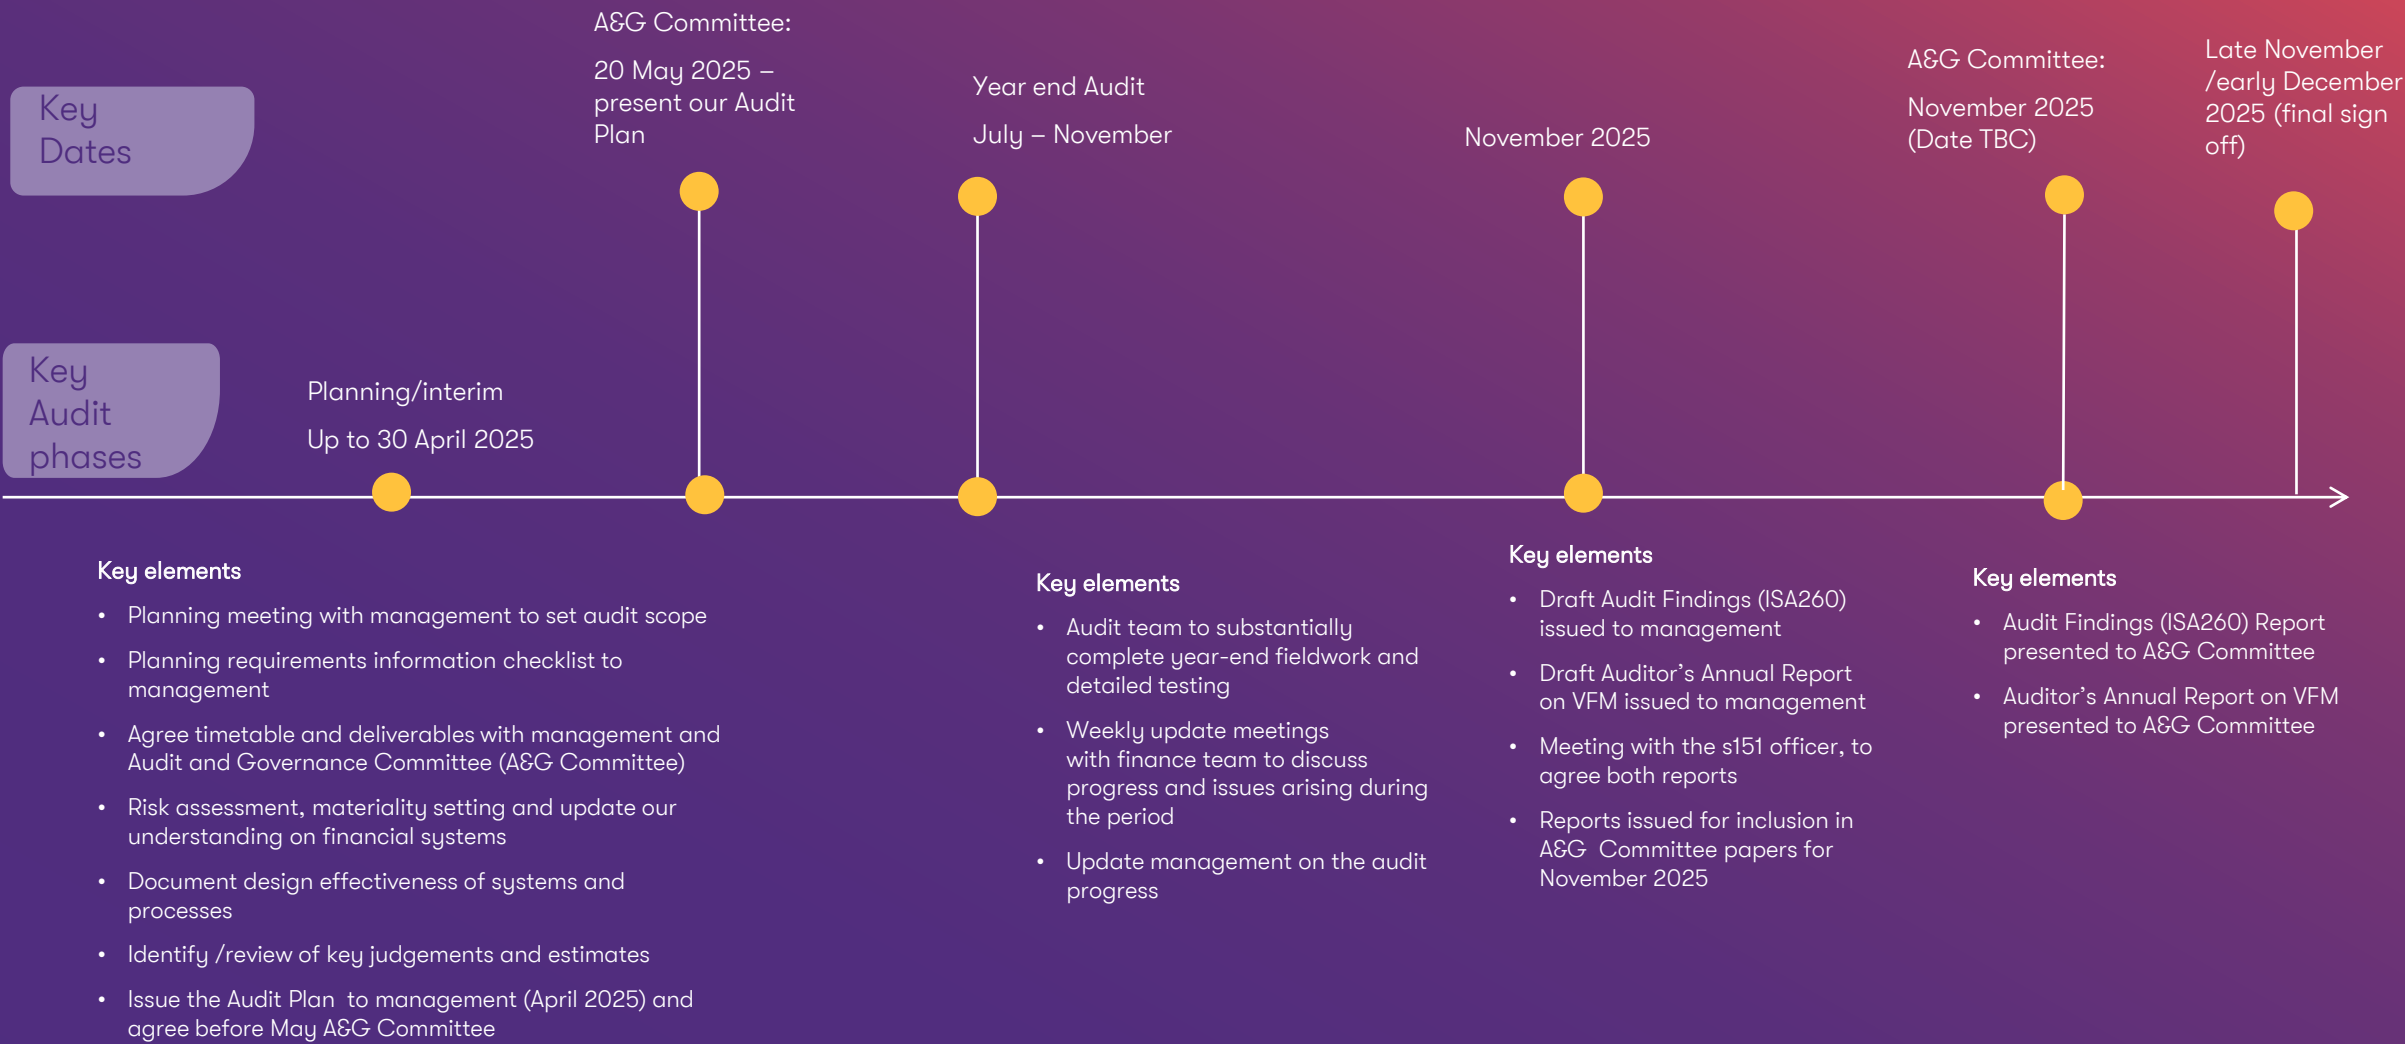 Key
Dates
A&G Committee:
20 May 2025 –
present our Audit
Plan
Year end Audit
July – November
November 2025
A&G Committee:
November 2025
(Date TBC)
Late November
/early December
2025 (final sign
off)
Key
Audit
phases
Planning/interim
Up to 30 April 2025
Key elements
• Planning meeting with management to set audit scope
• Planning requirements information checklist to
management
• Agree timetable and deliverables with management and
Audit and Governance Committee (A&G Committee)
• Risk assessment, materiality setting and update our
understanding on financial systems
• Document design effectiveness of systems and
processes
• Identify /review of key judgements and estimates
• Issue the Audit Plan  to management (April 2025) and
agree before May A&G Committee
Key elements
• Audit team to substantially
complete year-end fieldwork and
detailed testing
• Weekly update meetings
with finance team to discuss
progress and issues arising during
the period
• Update management on the audit
progress
Key elements
• Draft Audit Findings (ISA260)
issued to management
• Draft Auditor's Annual Report
on VFM issued to management
• Meeting with the s151 officer, to
agree both reports
• Reports issued for inclusion in
A&G  Committee papers for
November 2025
Key elements
• Audit Findings (ISA260) Report
presented to A&G Committee
• Auditor's Annual Report on VFM
presented to A&G Committee